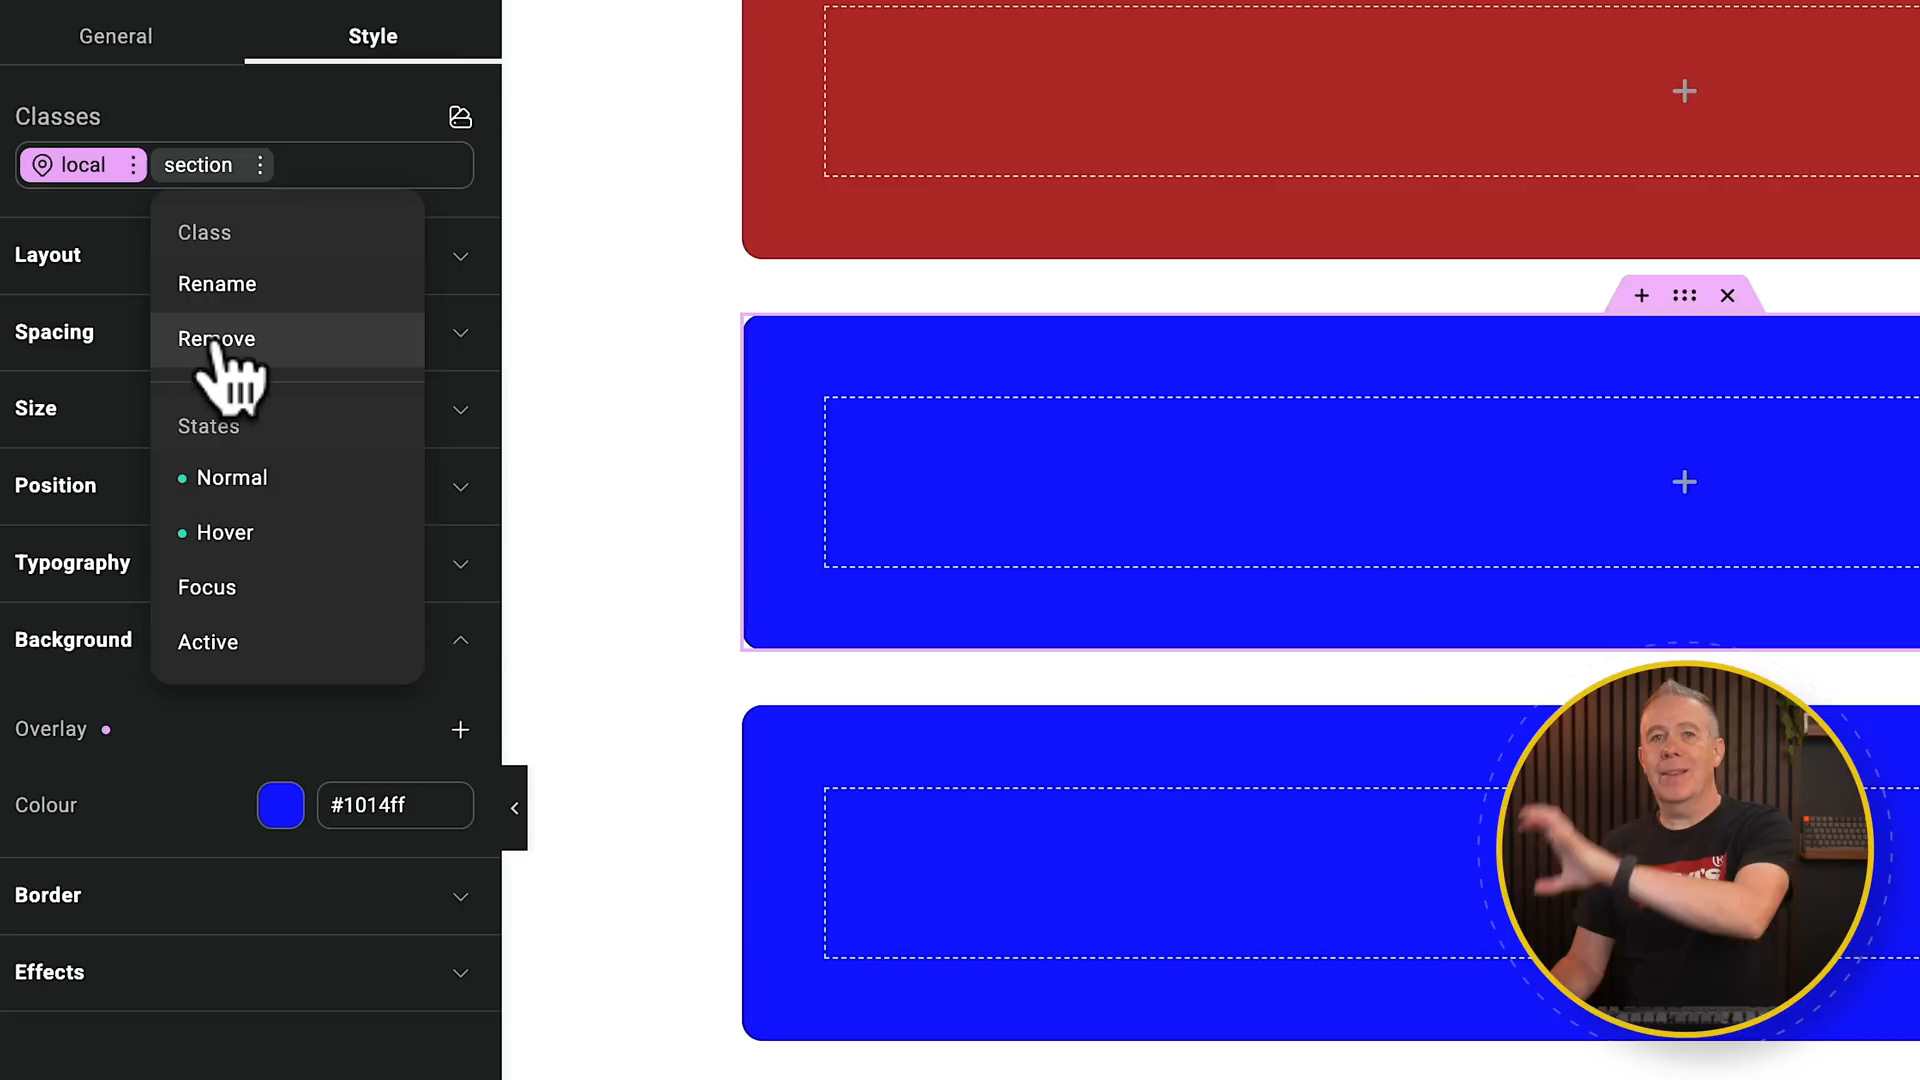 General
Style
Classes
local
section
Class
Rename
Remove
States
Normal
Hover
Focus
Active
Layout
Spacing
Size
Position
Typography
Background
Overlay
Colour
#1014ff
Border
Effects